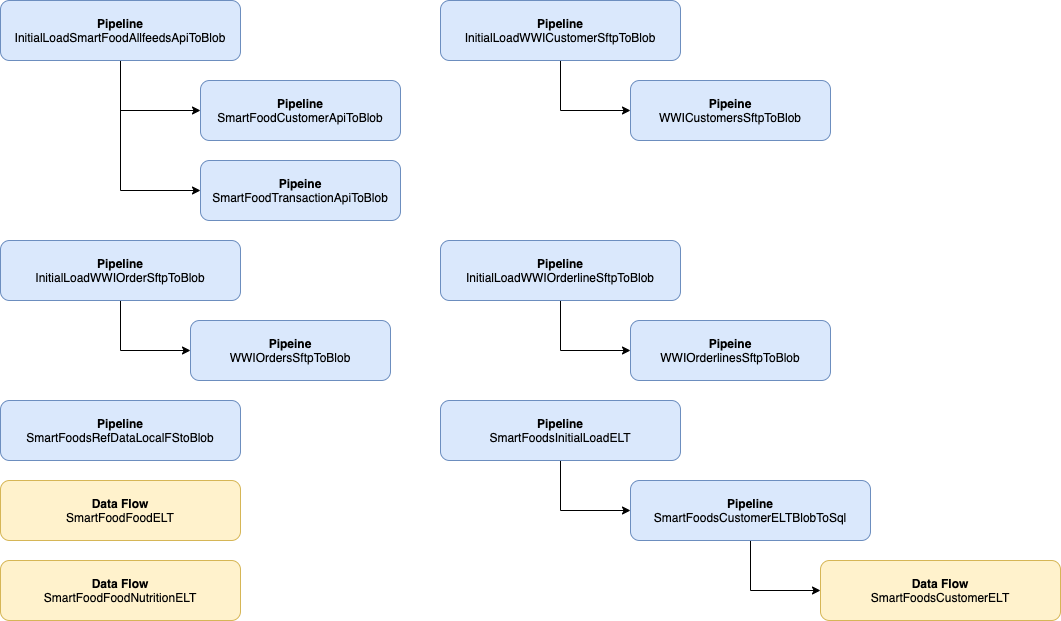 Pipeline
InitialLoadSmartFoodAllfeedsApiToBlob
Pipeline
InitialLoadWWICustomerSftpToBlob
Pipeline
SmartFoodCustomerApiToBlob
Pipeine
WWICustomersSftpToBlob
Pipeine
SmartFoodTransactionApiToBlob
Pipeline
InitialLoadWWIOrderSftpToBlob
Pipeline
InitialLoadWWIOrderlineSftpToBlob
Pipeine
WWIOrdersSftpToBlob
Pipeine
WWIOrderlinesSftpToBlob
Pipeline
SmartFoodsRefDataLocalFStoBlob
Pipeline
SmartFoodsInitialLoadELT
Data Flow
SmartFoodFoodELT
Pipeline
SmartFoodsCustomerELTBlobToSql
Data Flow
SmartFoodFoodNutritionELT
Data Flow
SmartFoodsCustomerELT